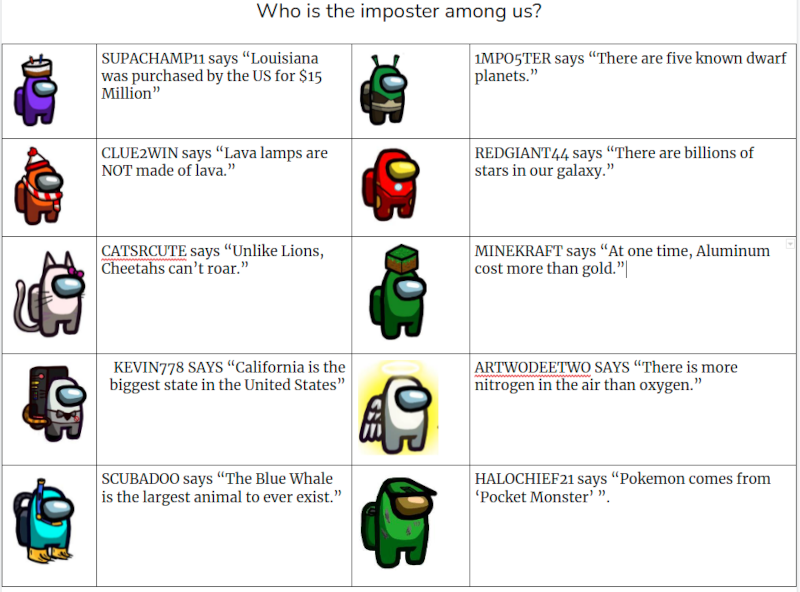 Who is the imposter among us?
SUPACHAMP11 says “Louisiana
was purchased by the US for $15
Million”
1MPO5TER says “There are five known dwarf
planets.”
CLUE2WIN says “Lava lamps are
NOT made of lava.”
REDGIANT44 says “There are billions of
stars in our galaxy.”
CATSRCUTE says “Unlike Lions,
Cheetahs can’t roar.”
MINEKRAFT says “At one time, Aluminum
cost more than gold.”
KEVIN778 SAYS “California is the
biggest state in the United States”
ARTWODEETWO SAYS “There is more
nitrogen in the air than oxygen.”
SCUBADOO says “The Blue Whale
is the largest animal to ever exist.”
HALOCHIEF21 says “Pokemon comes from
‘Pocket Monster’ ”.